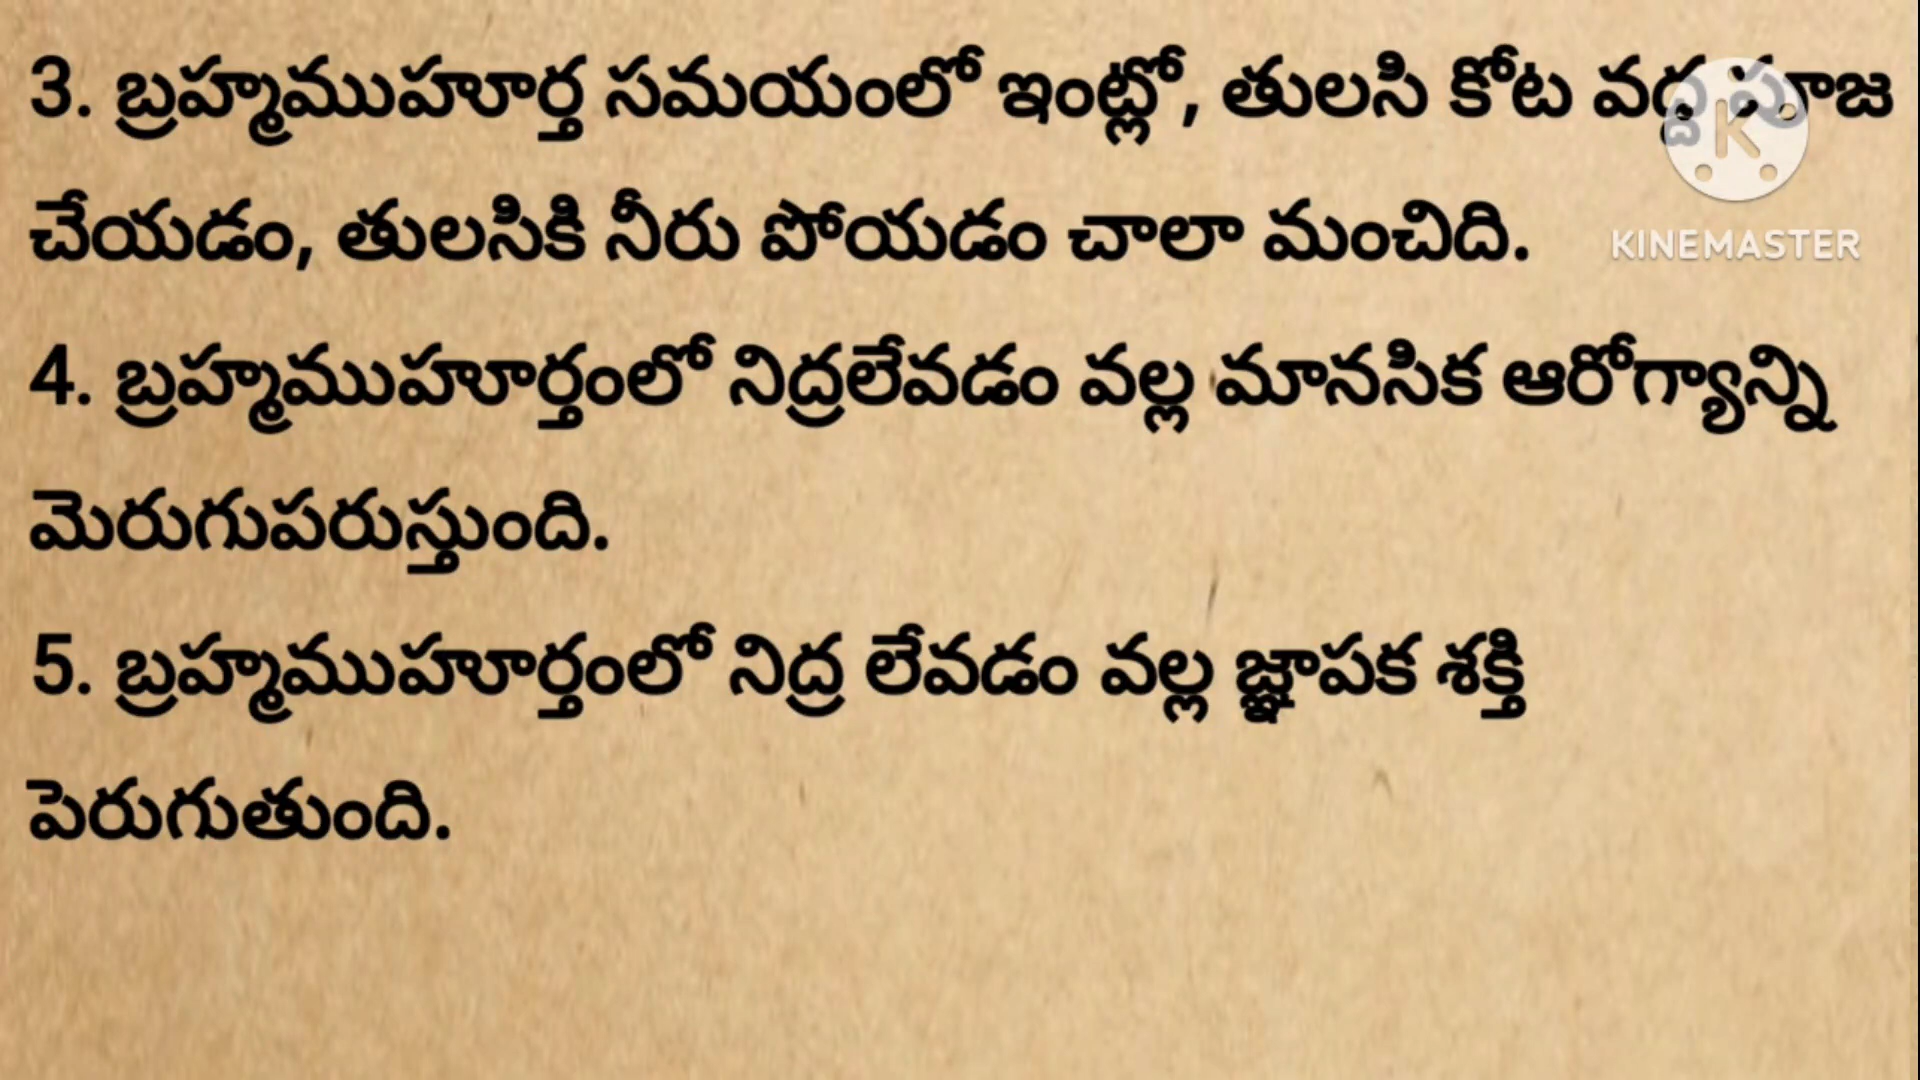 3. బ్రహ్మముహూర్త సమయంలో ఇంట్లో, తులసి కోట వద్ద పూజ
చేయడం, తులసికి నీరు పోయడం చాలా మంచిది.
KINEMASTER
4. బ్రహ్మముహూర్తంలో నిద్రలేవడం వల్ల మానసిక ఆరోగ్యాన్ని
మెరుగుపరుస్తుంది.
5. బ్రహ్మముహూర్తంలో నిద్ర లేవడం వల్ల జ్ఞాపక శక్తి
పెరుగుతుంది.